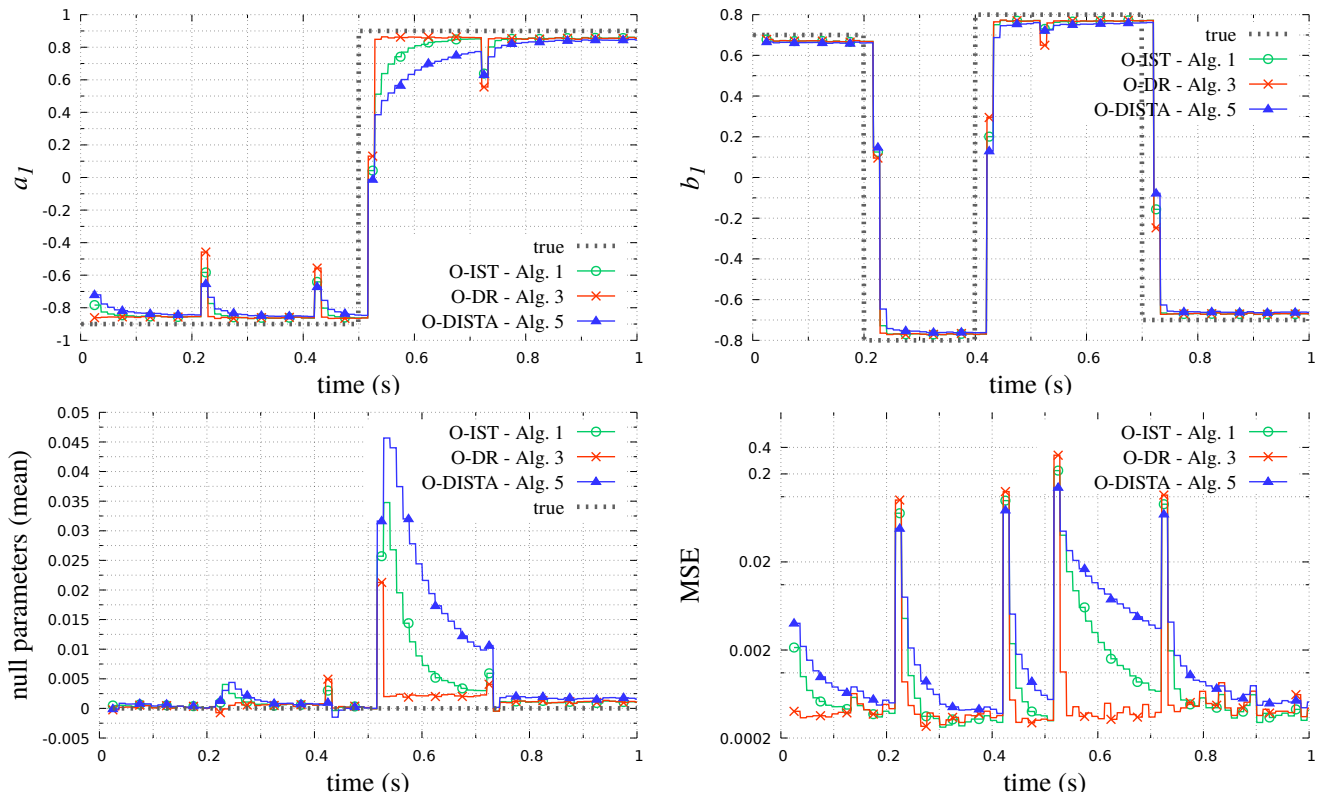 1
0.8
0.6
0.4
0.2
0
-0.2
-0.4
-0.6
-0.8
-1
a1
true
O-IST - Alg. 1
O-DR - Alg. 3
O-DISTA - Alg. 5
0 0.2 0.4 0.6 0.8 1
time (s)
0.8
0.6
0.4
0.2
0
-0.2
-0.4
-0.6
-0.8
b1
true
O-IST - Alg. 1
O-DR - Alg. 3
O-DISTA - Alg. 5
0 0.2 0.4 0.6 0.8 1
time (s)
0.050
0.045
0.04
0.035
0.03
0.025
0.02
0.015
0.01
0.005
0
-0.005
null parameters (mean)
O-IST - Alg. 1
O-DR - Alg. 3
O-DISTA - Alg. 5
true
0 0.2 0.4 0.6 0.8 1
time (s)
0.4
0.2
0.02
0.002
0.0002
MSE
O-IST - Alg. 1
O-DR - Alg. 3
O-DISTA - Alg. 5
0 0.2 0.4 0.6 0.8 1
time (s)